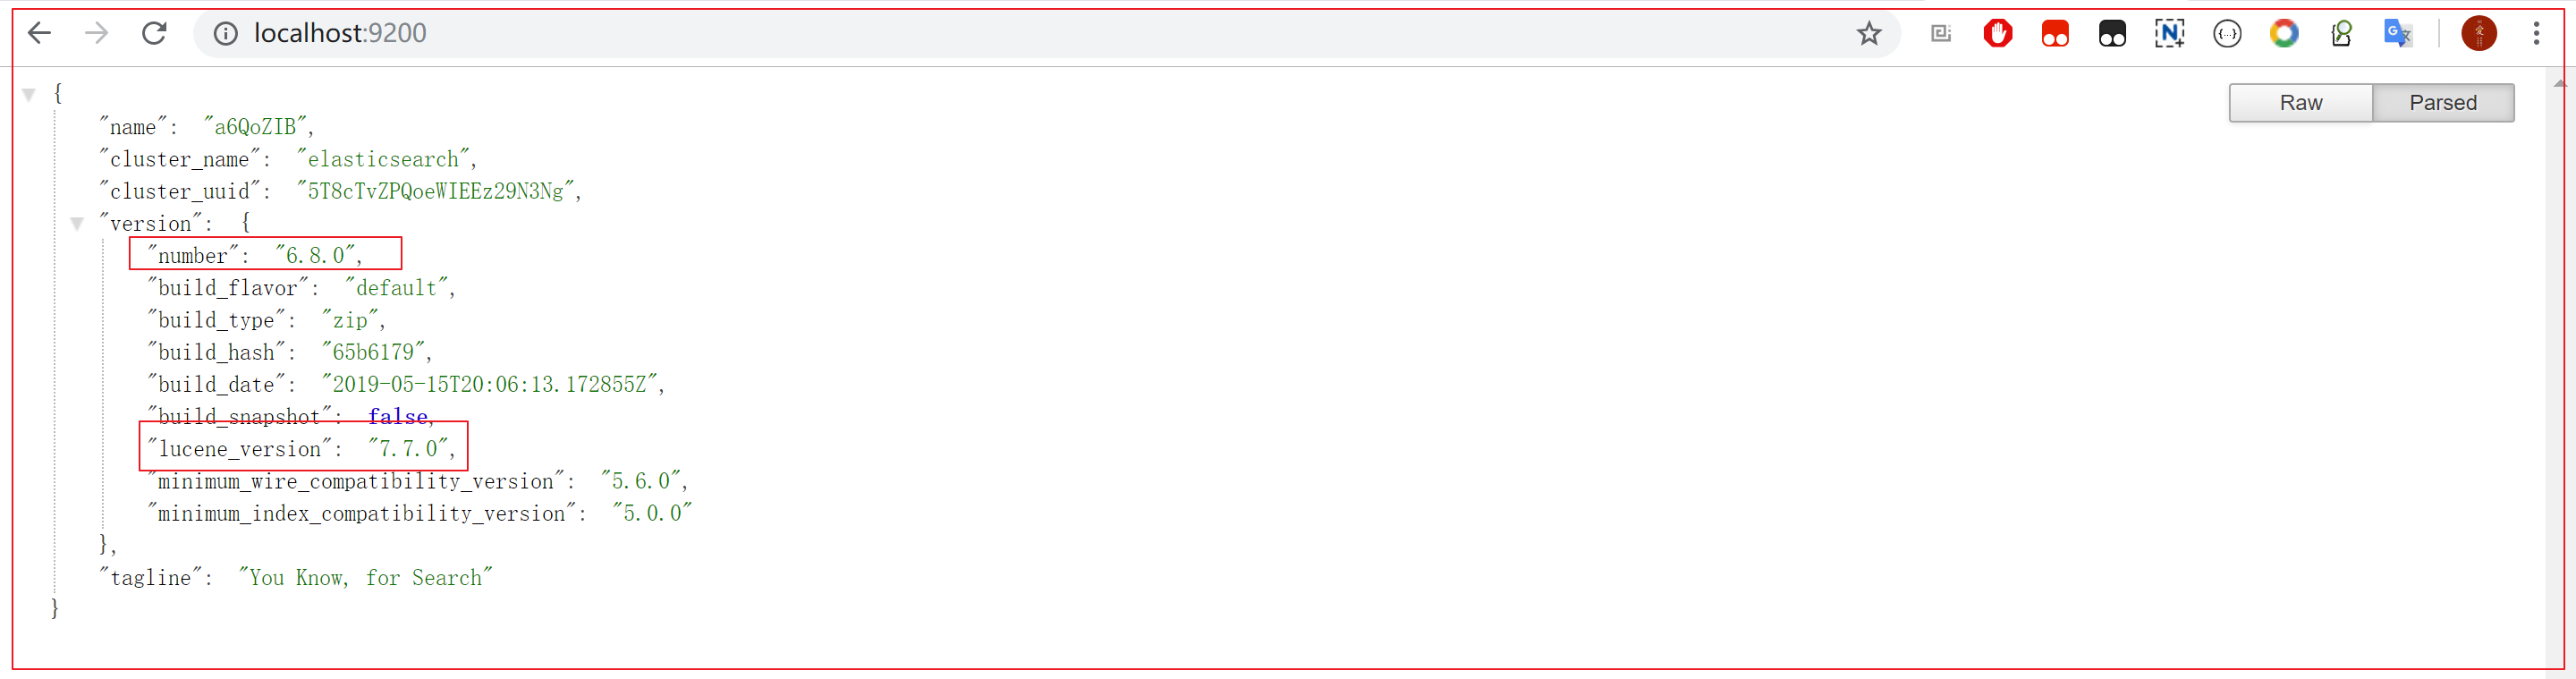 localhost:9200
Raw Parsed
{
"name": "a6QoZIB",
"cluster_name": "elasticsearch",
"cluster_uuid": "5T8cTvZPQoeWIEEz29N3Ng",
"version": {
"number": "6.8.0",
"build_flavor": "default",
"build_type": "zip",
"build_hash": "65b6179",
"build_date": "2019-05-15T20:06:13.172855Z",
"build_snapshot": false,
"lucene_version": "7.7.0",
"minimum_wire_compatibility_version": "5.6.0",
"minimum_index_compatibility_version": "5.0.0"
},
"tagline": "You Know, for Search"
}